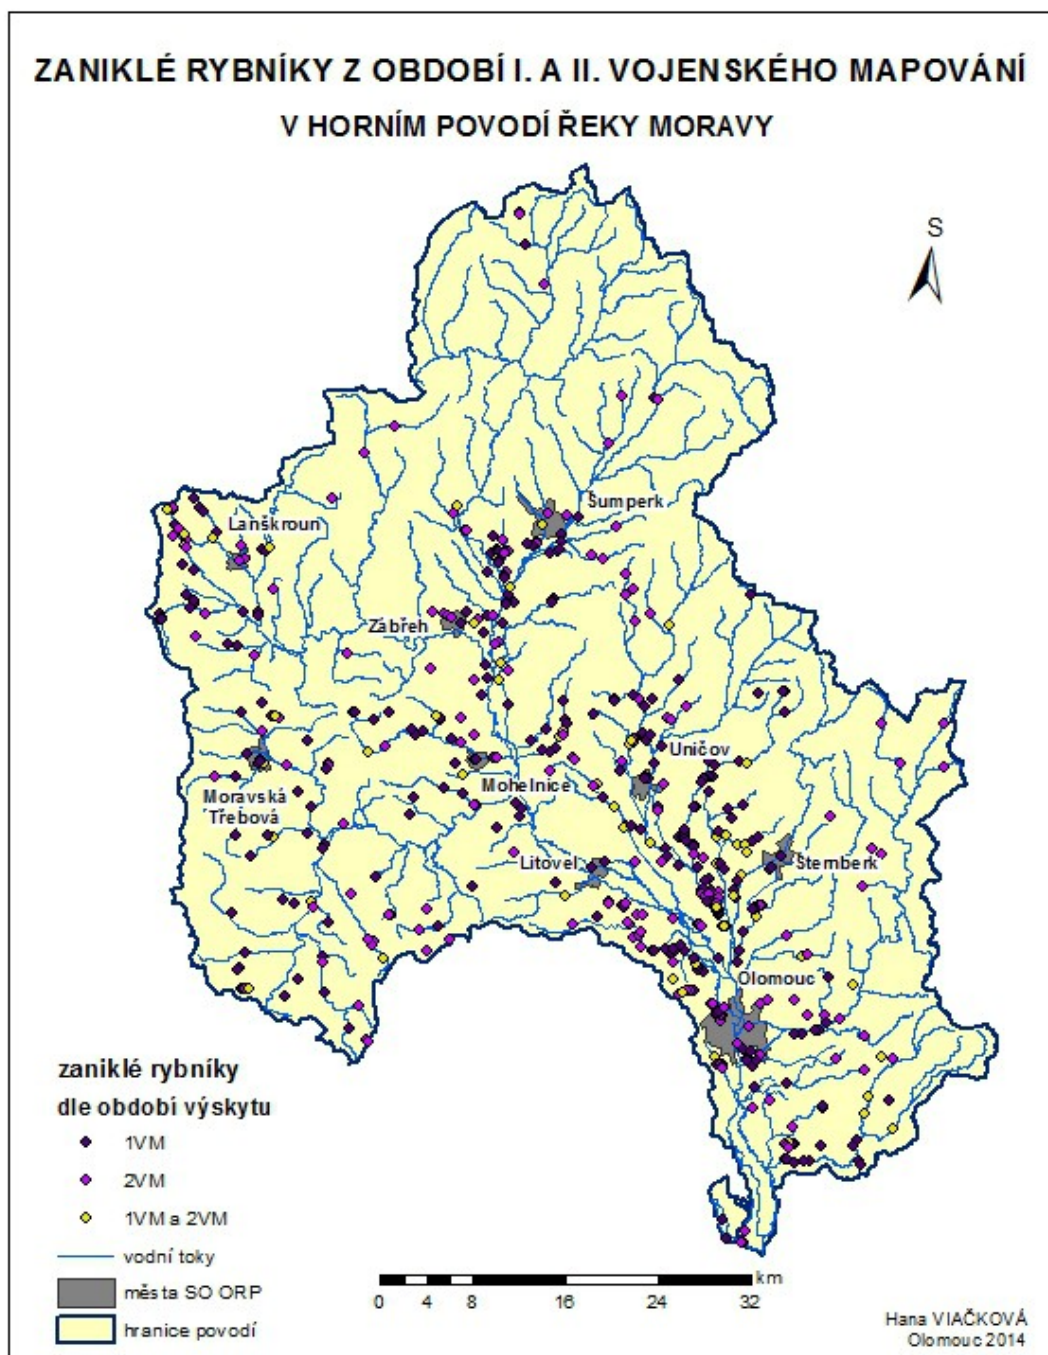 ZANIKLÉ RYBNÍKY Z OBDOBÍ I. A II. VOJENSKÉHO MAPOVÁNÍ
V HORNÍM POVODÍ ŘEKY MORAVY
S
Šumperk
Lanškroun
Zábřeh
Uničov
Mohelnice
Moravská
Třebová
Litovel
Šternberk
Olomouc
zaniklé rybníky
dle období výskytu
1VM
2VM
1VM a 2VM
vodní toky
města SO ORP
hranice povodí
km
0 4 8 16 24 32
Hana VIAČKOVÁ
Olomouc 2014